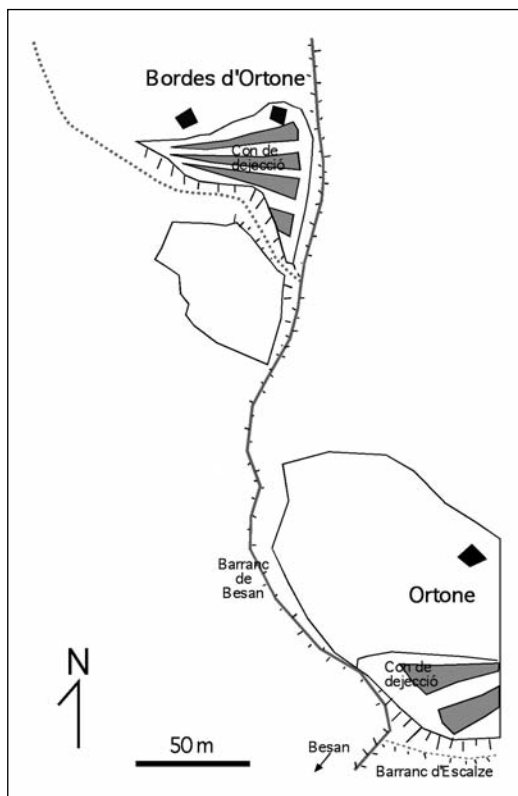 Bordes d'Ortone
Con de
dejecció
Barranc
de
Besan
Ortone
Con de
dejecció
N
50 m
Besan
Barranc d'Escalze